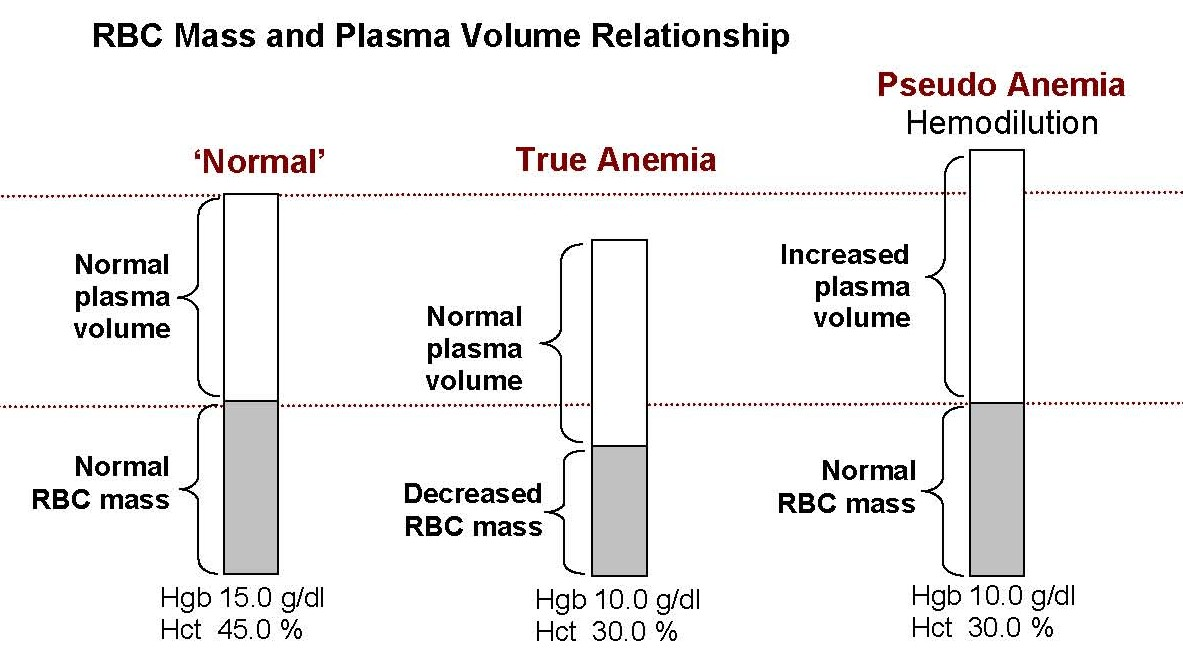 RBC Mass and Plasma Volume Relationship
‘Normal’
Normal
plasma
volume
Normal
RBC mass
Hgb 15.0 g/dl
Hct 45.0 %
True Anemia
Normal
plasma
volume
Decreased
RBC mass
Hgb 10.0 g/dl
Hct 30.0 %
Pseudo Anemia
Hemodilution
Increased
plasma
volume
Normal
RBC mass
Hgb 10.0 g/dl
Hct 30.0 %